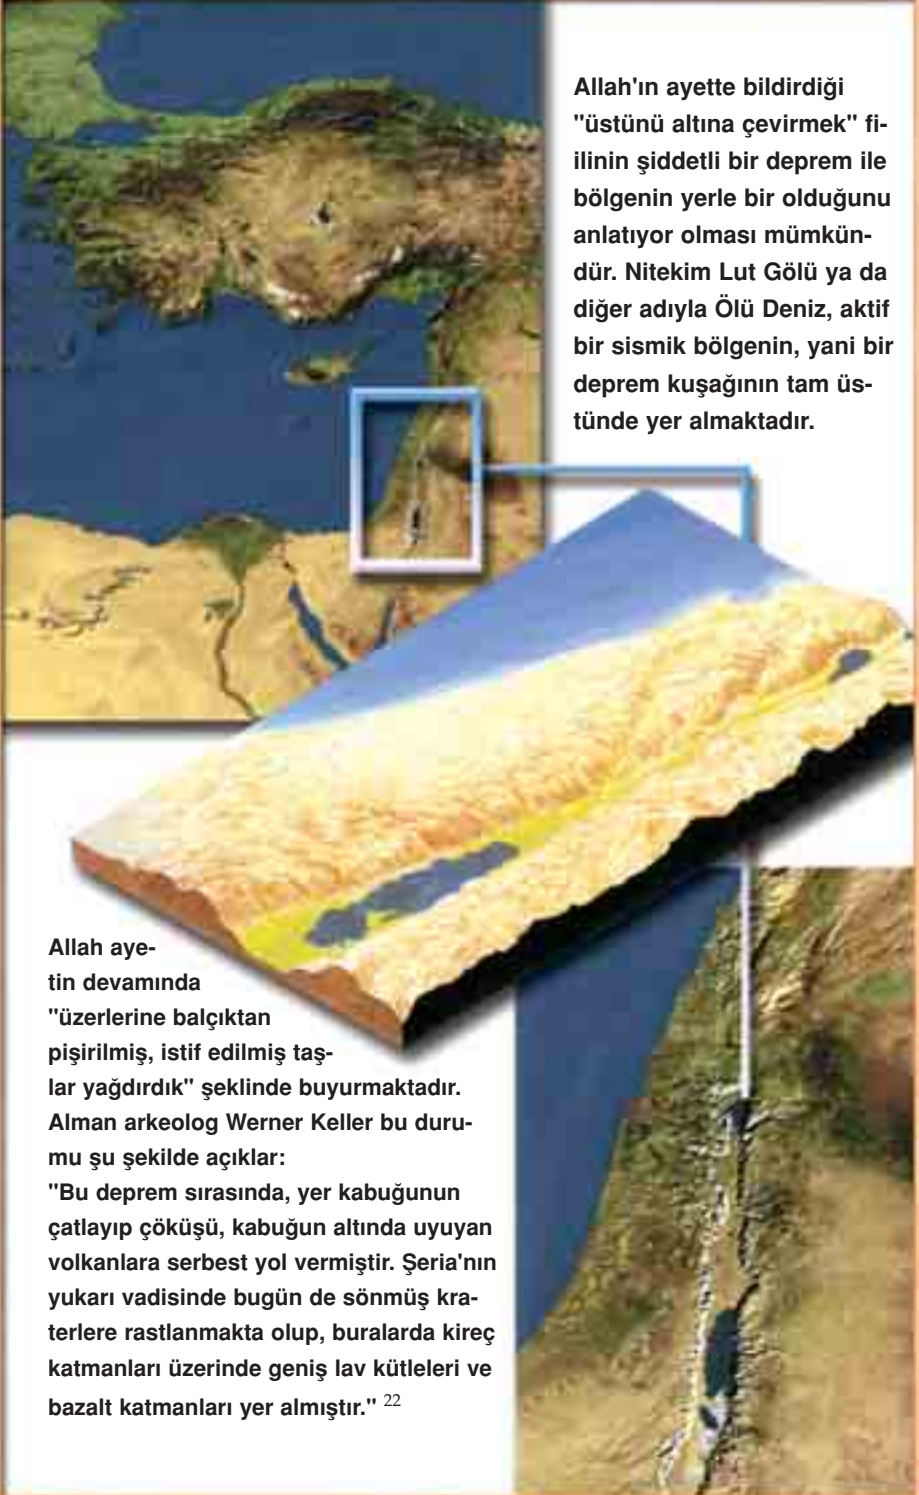 Allah'ın ayette bildirdiği
"üstünü altına çevirmek" fi-
ilinin şiddetli bir deprem ile
bölgenin yerle bir olduğunu
anlatıyor olması mümkün-
dür. Nitekim Lut Gölü ya da
diğer adıyla Ölü Deniz, aktif
bir sismik bölgenin, yani bir
deprem kuşağının tam üs-
tünde yer almaktadır.
Allah aye-
tin devamında
"üzerlerine balçıktan
pişirilmiş, istif edilmiş taş-
lar yağdırdık" şeklinde buyurmaktadır.
Alman arkeolog Werner Keller bu duru-
mu şu şekilde açıklar:
"Bu deprem sırasında, yer kabuğunun
çatlayıp çöküşü, kabuğun altında uyuyan
volkanlara serbest yol vermiştir. Şeria'nın
yukarı vadisinde bugün de sönmüş kra-
terlere rastlanmakta olup, buralarda kireç
katmanları üzerinde geniş lav kütleleri ve
bazalt katmanları yer almıştır." 22